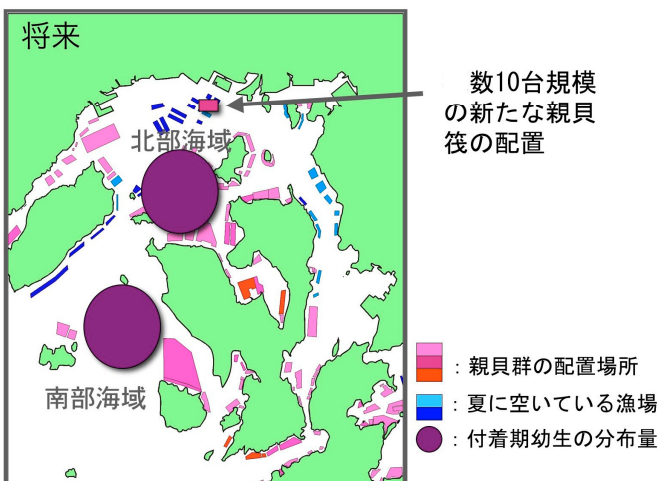 将来
数10台規模
の新たな親貝
筏の配置
北部海域
南部海域
：親貝群の配置場所
：夏に空いている漁場
：付着期幼生の分布量